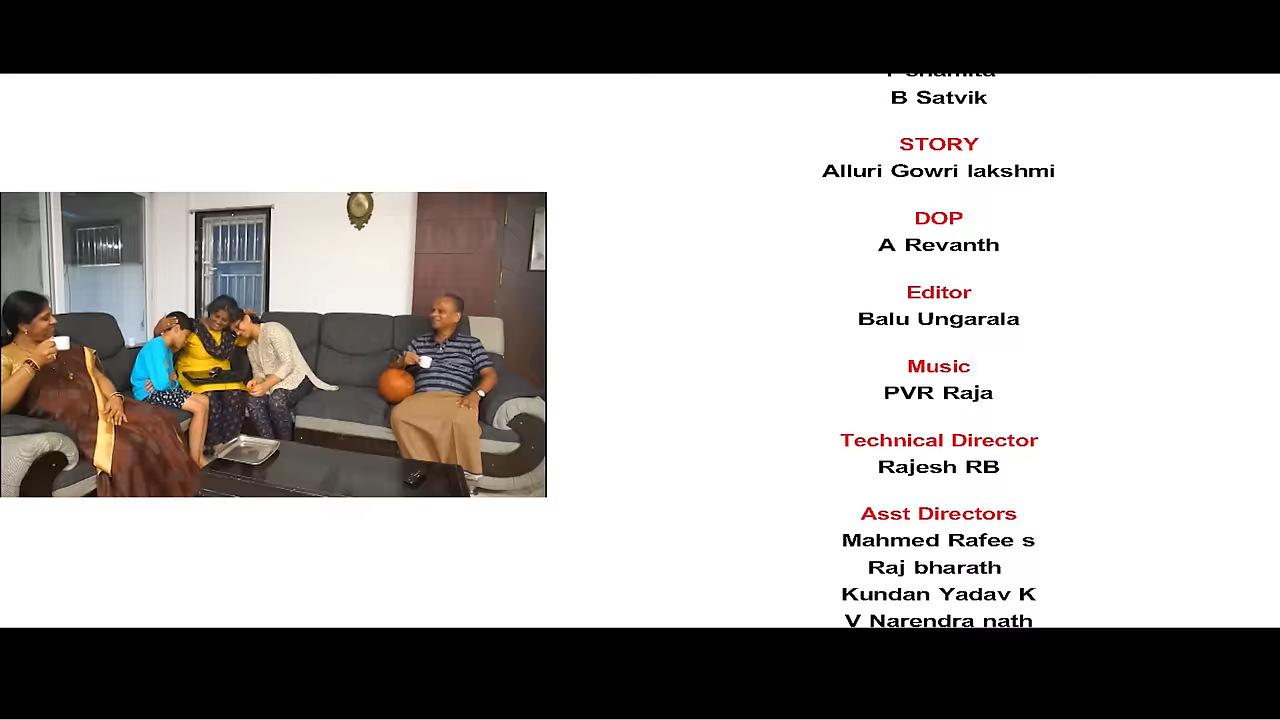 B Satvik
STORY
Alluri Gowri lakshmi
DOP
A Revanth
Editor
Balu Ungarala
Music
PVR Raja
Technical Director
Rajesh RB
Asst Directors
Mahmed Rafee s
Raj bharath
Kundan Yadav K
V Narendra nath